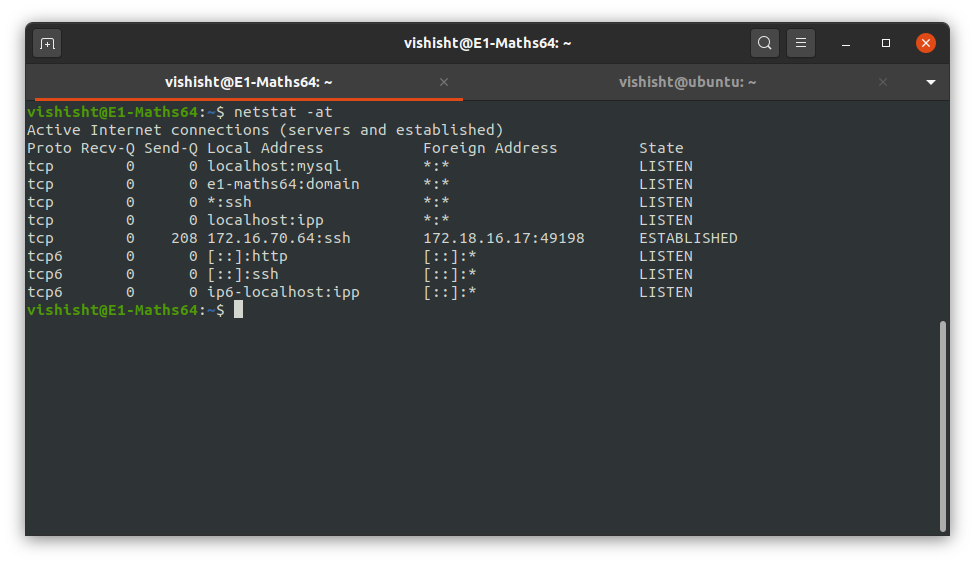 vishisht@E1-Maths64: ~
vishisht@E1-Maths64: ~ vishisht@ubuntu: ~
vishisht@E1-Maths64:~$ netstat -at
Active Internet connections (servers and established)
Proto Recv-Q Send-Q Local Address           Foreign Address         State
tcp        0      0 localhost:mysql         *:*                     LISTEN
tcp        0      0 e1-maths64:domain       *:*                     LISTEN
tcp        0      0 *:ssh                   *:*                     LISTEN
tcp        0      0 localhost:ipp           *:*                     LISTEN
tcp        0    208 172.16.70.64:ssh        172.18.16.17:49198      ESTABLISHED
tcp6       0      0 [::]:http               [::]:*                  LISTEN
tcp6       0      0 [::]:ssh                [::]:*                  LISTEN
tcp6       0      0 ip6-localhost:ipp       [::]:*                  LISTEN
vishisht@E1-Maths64:~$